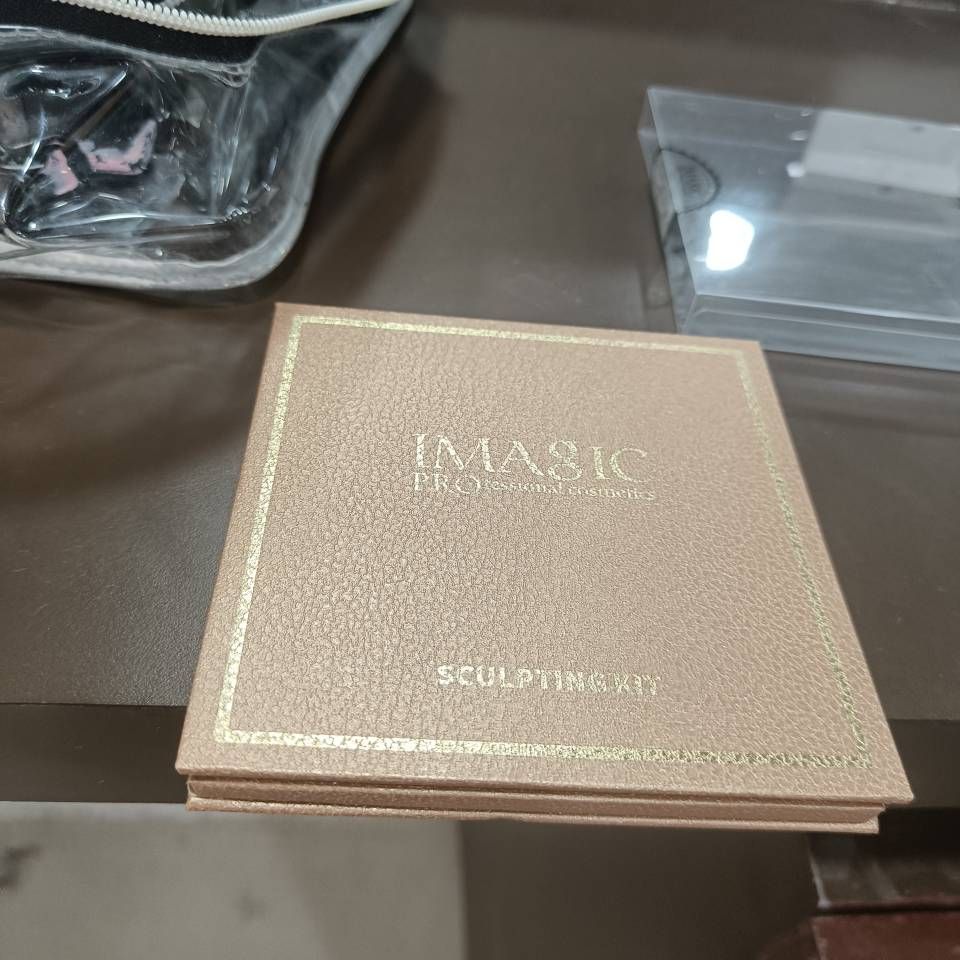 IMAGIC
PROfessional cosmetics
SCULPTING KIT